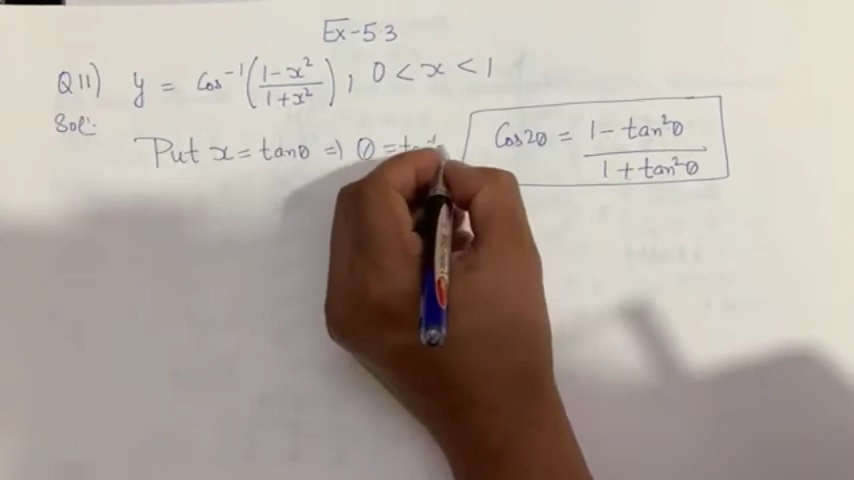 Ex-5.3
Q11) y = Cos⁻¹(1-x²/1+x²), 0 < x < 1
Sol:
Put x = tanθ ⇒ θ = tan
Cos2θ = 1 - tan²θ / 1 + tan²θ